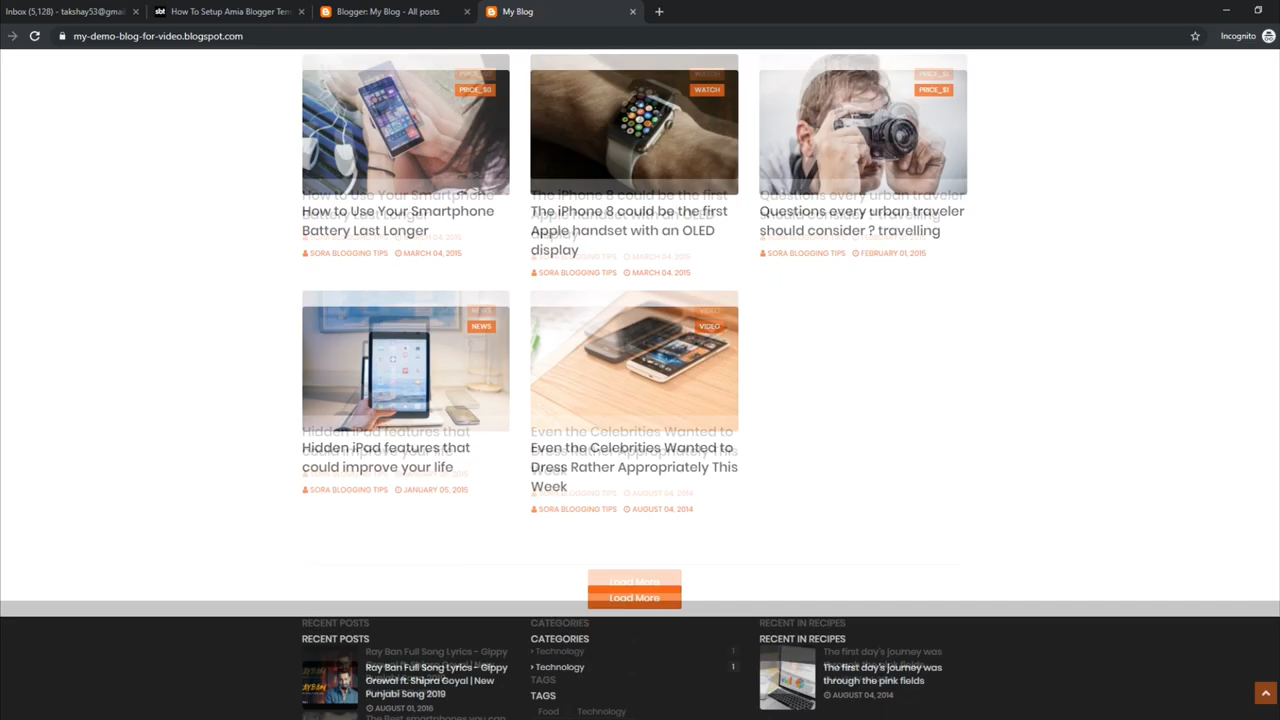 Inbox (5,128) - takshay53@gmail
sbt How To Setup Amia Blogger Tem
Blogger: My Blog - All posts
My Blog
my-demo-blog-for-video.blogspot.com
Incognito
PRICE_$0
WATCH
PRICE_$1
How to Use Your Smartphone
Battery Last Longer
SORA BLOGGING TIPS MARCH 04, 2015
The iPhone 8 could be the first
Apple handset with an OLED
display
SORA BLOGGING TIPS MARCH 04, 2015
Questions every urban traveler
should consider ? travelling
SORA BLOGGING TIPS FEBRUARY 01, 2015
NEWS
VIDEO
Hidden iPad features that
could improve your life
SORA BLOGGING TIPS JANUARY 05, 2015
Even the Celebrities Wanted to
Dress Rather Appropriately This
Week
SORA BLOGGING TIPS AUGUST 04, 2014
Load More
RECENT POSTS
Ray Ban Full Song Lyrics - Gippy
Grewal ft. Shipra Goyal | New
Punjabi Song 2019
AUGUST 01, 2016
CATEGORIES
› Technology 1
TAGS
Food Technology
RECENT IN RECIPES
The first day's journey was
through the pink fields
AUGUST 04, 2014